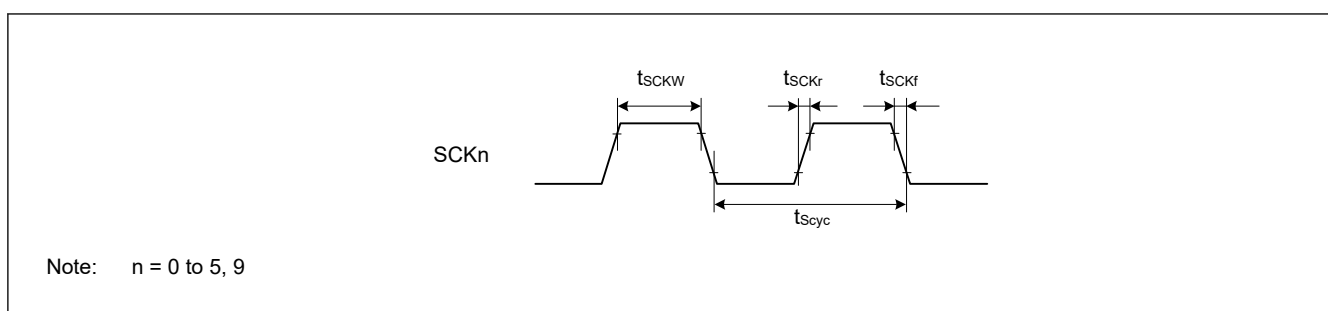 tSCKW tSCKr tSCKf
SCKn
tScyc
Note: n = 0 to 5, 9